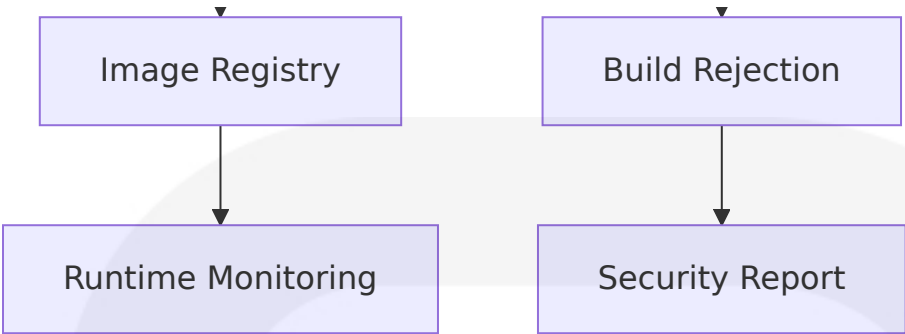 Image Registry
Build Rejection
Runtime Monitoring
Security Report